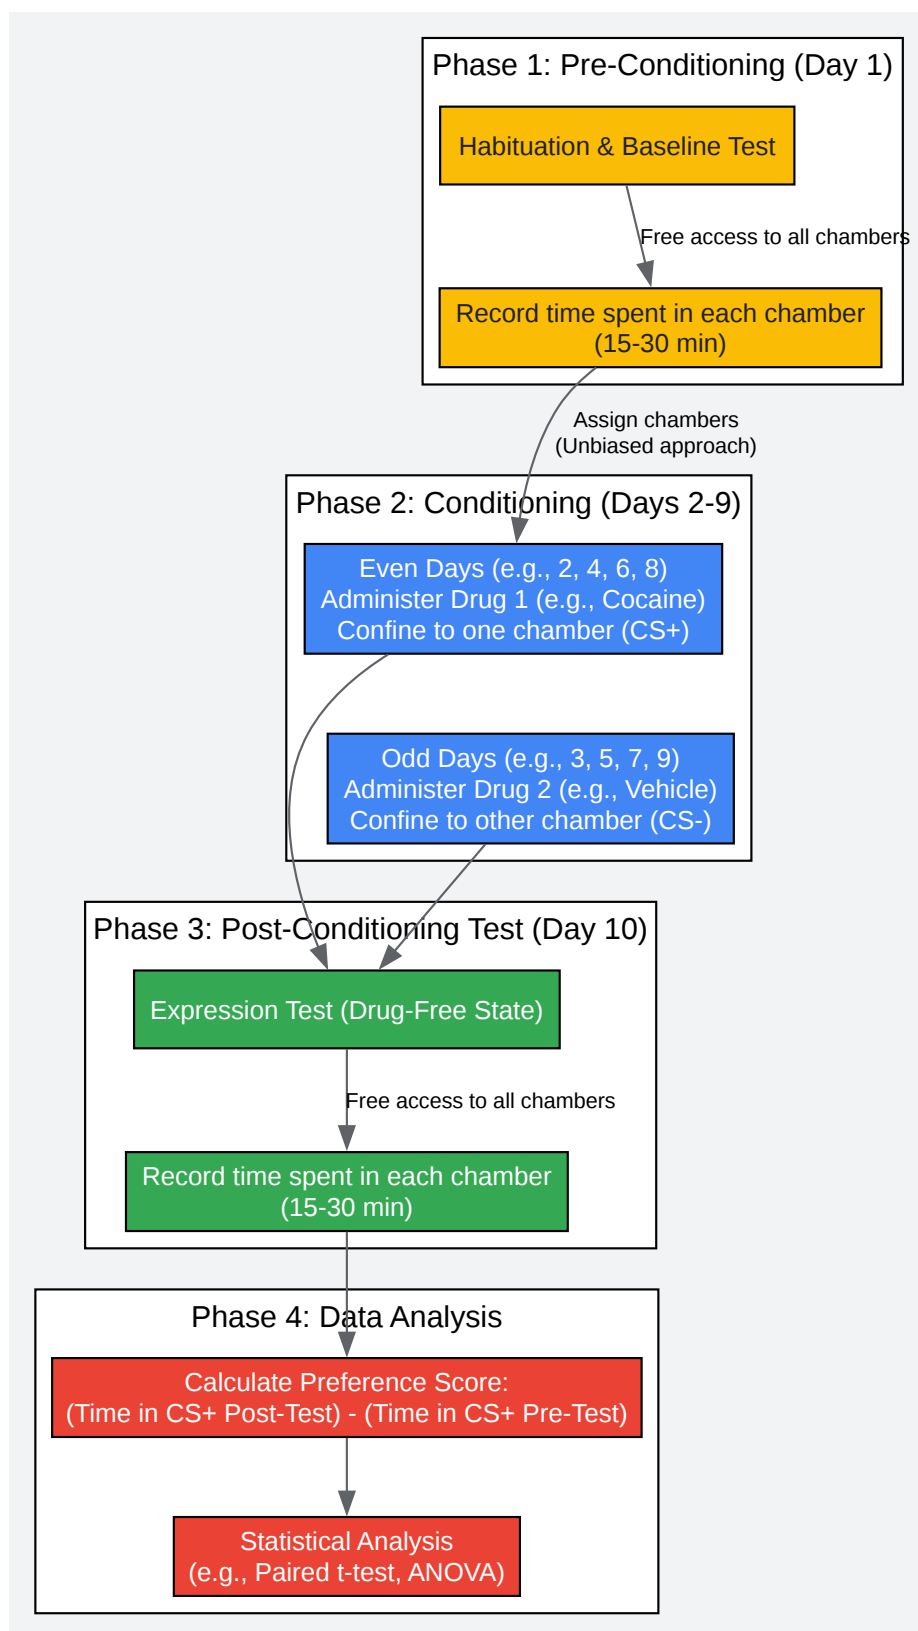 Phase 1: Pre-Conditioning (Day 1)
Habituation & Baseline Test
Free access to all chambers
Record time spent in each chamber
(15-30 min)
Assign chambers
(Unbiased approach)
Phase 2: Conditioning (Days 2-9)
Even Days (e.g., 2, 4, 6, 8)
Administer Drug 1 (e.g., Cocaine)
Confine to one chamber (CS+)
Odd Days (e.g., 3, 5, 7, 9)
Administer Drug 2 (e.g., Vehicle)
Confine to other chamber (CS-)
Phase 3: Post-Conditioning Test (Day 10)
Expression Test (Drug-Free State)
Free access to all chambers
Record time spent in each chamber
(15-30 min)
Phase 4: Data Analysis
Calculate Preference Score:
(Time in CS+ Post-Test) - (Time in CS+ Pre-Test)
Statistical Analysis
(e.g., Paired t-test, ANOVA)